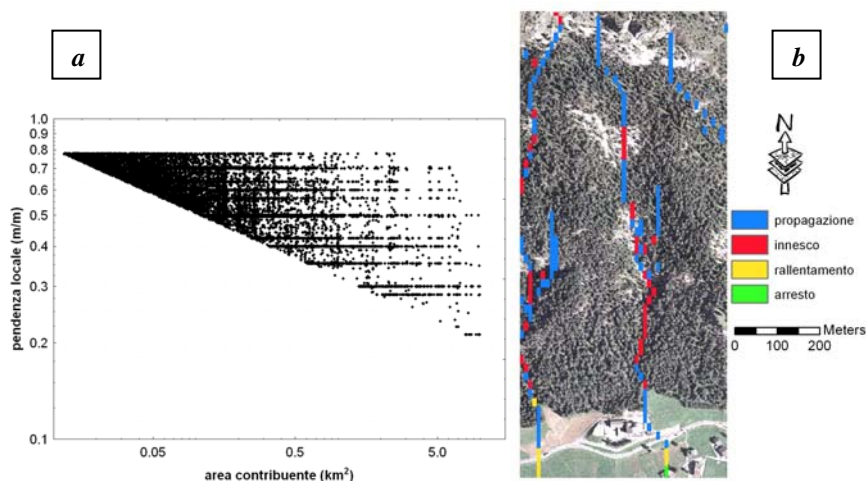 a
b
1.0
0.9
0.8
0.7
0.6
0.5
0.4
0.3
0.2
0.1
pendenza locale (m/m)
0.05
0.5
5.0
area contribuente (km²)
N
propagazione
innesco
rallentamento
arresto
Meters
0 100 200